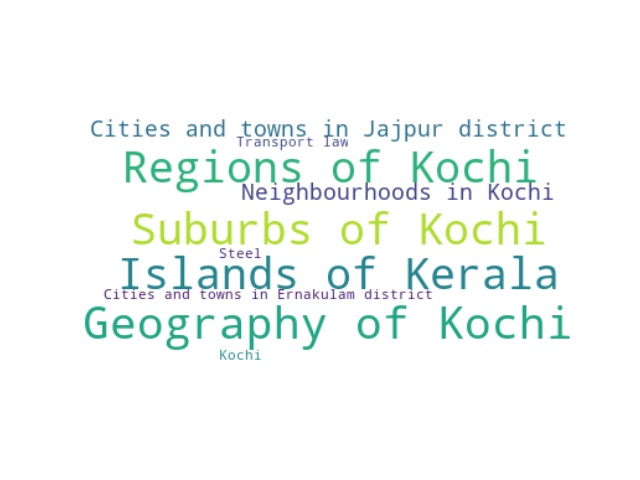 Cities and towns in Jajpur district
Transport law
Regions of Kochi
Neighbourhoods in Kochi
Suburbs of Kochi
Steel
Islands of Kerala
Cities and towns in Ernakulam district
Geography of Kochi
Kochi